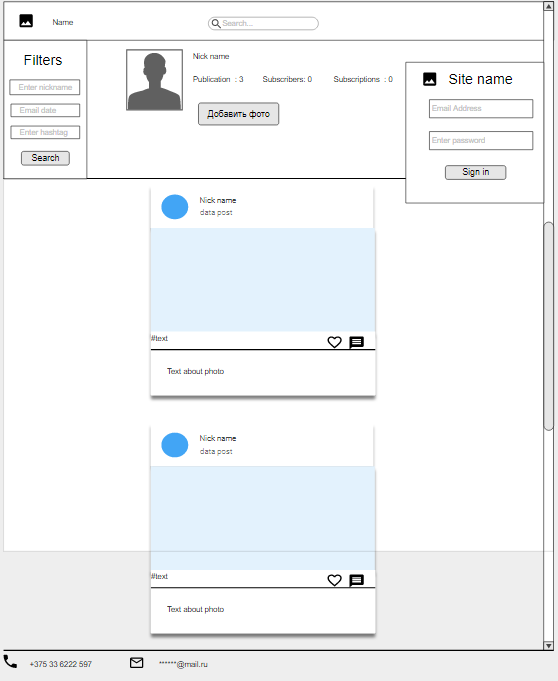 Name
Search...
Filters
Enter nickname
Email date
Enter hashtag
Search
Nick name
Publication : 3 Subscribers: 0 Subscriptions : 0
Добавить фото
Site name
Email Address
Enter password
Sign in
Nick name
data post
#text
Text about photo
Nick name
data post
#text
Text about photo
+375 33 6222 597
******@mail.ru